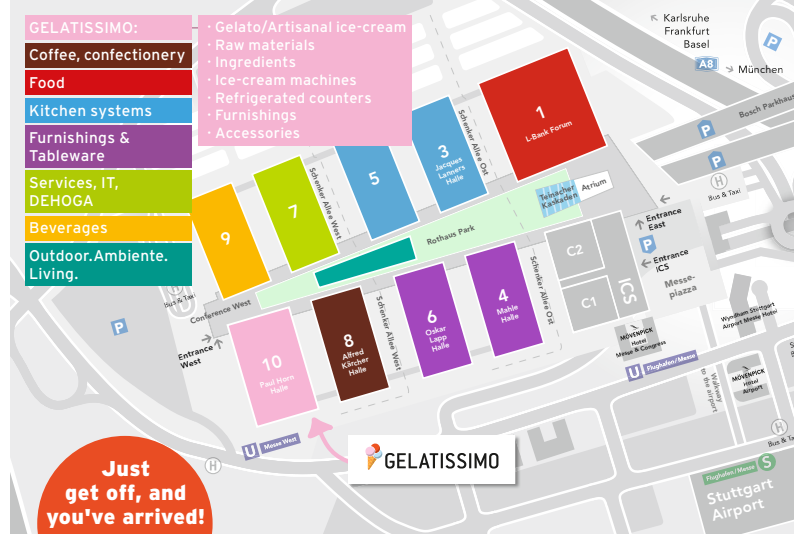 GELATISSIMO:
· Gelato/Artisanal ice-cream
· Raw materials
· Ingredients
· Ice-cream machines
· Refrigerated counters
· Furnishings
· Accessories
Coffee, confectionery
Food
Kitchen systems
Furnishings &
Tableware
Services, IT,
DEHOGA
Beverages
Outdoor.Ambiente.
Living.
Karlsruhe
Frankfurt
Basel
P
A8
München
Bosch Parkhaus
P
P
H
Bus & Taxi
1
L-Bank Forum
Schenker Allee Ost
3
Jacques
Lanners
Halle
5
Schenker Allee West
7
9
Teinacher
Kaskaden
Atrium
Rothaus Park
Entrance
East
P
Entrance
ICS
Messe-
piazza
C2
C1
ICS
Bus & Taxi
Conference West
Entrance
West
P
10
Paul Horn
Halle
8
Alfred
Kärcher
Halle
Schenker Allee West
6
Oskar
Lapp
Halle
4
Mahle
Halle
Schenker Allee Ost
MÖVENPICK
Hotel
Messe & Congress
Wyndham Stuttgart
Airport Messe Hotel
U Flughafen/Messe
Walkway
to the airport
MÖVENPICK
Hotel
Airport
H
Bus & Ta
S
Flughafen/Messe S
Stuttgart
Airport
U Messe West
H
GELATISSIMO
Just
get off, and
you've arrived!